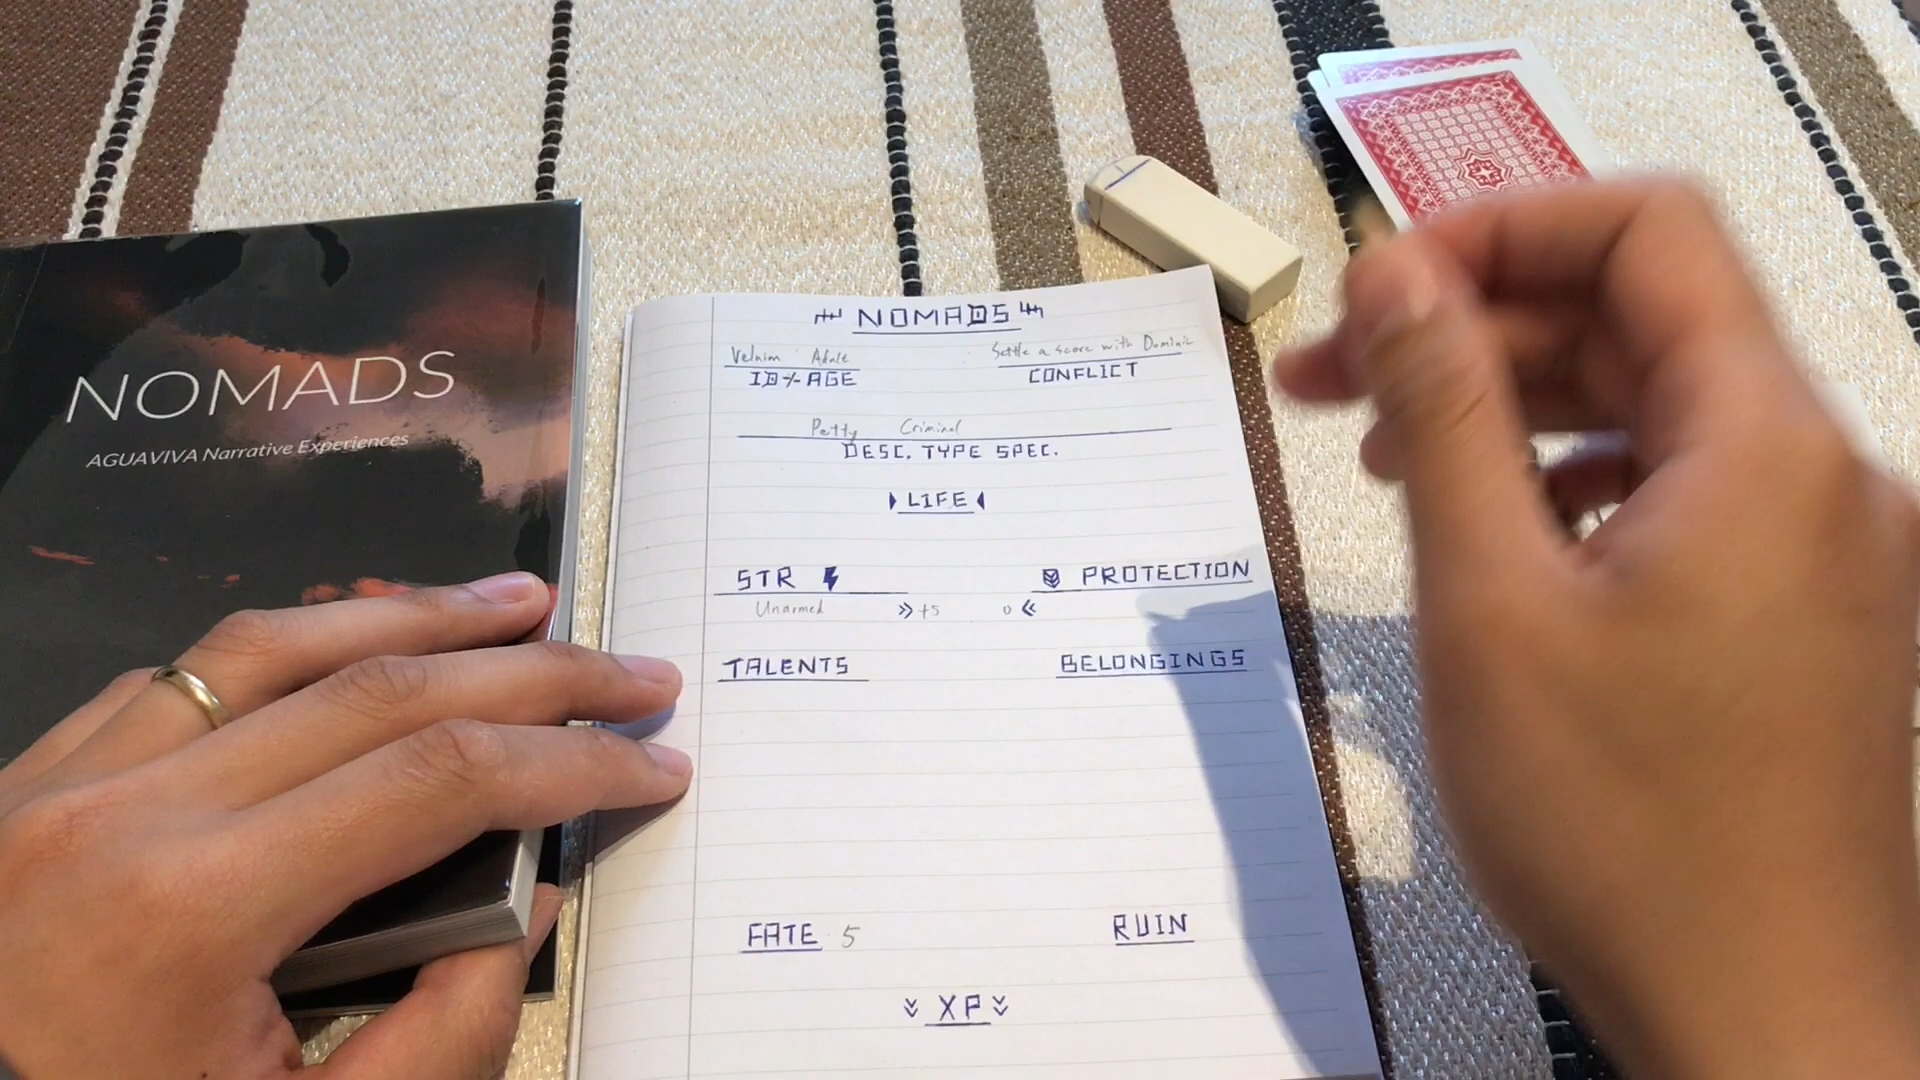 NOMADS
AGUAVIVA Narrative Experiences
NOMADS
Velnim Adult
Settle a score with Dominic
ID/AGE
CONFLICT
Petty Criminal
DESC. TYPE SPEC.
LIFE
STR
PROTECTION
Unarmed >> +5
0 <<
TALENTS
BELONGINGS
FATE 5
RUIN
XP